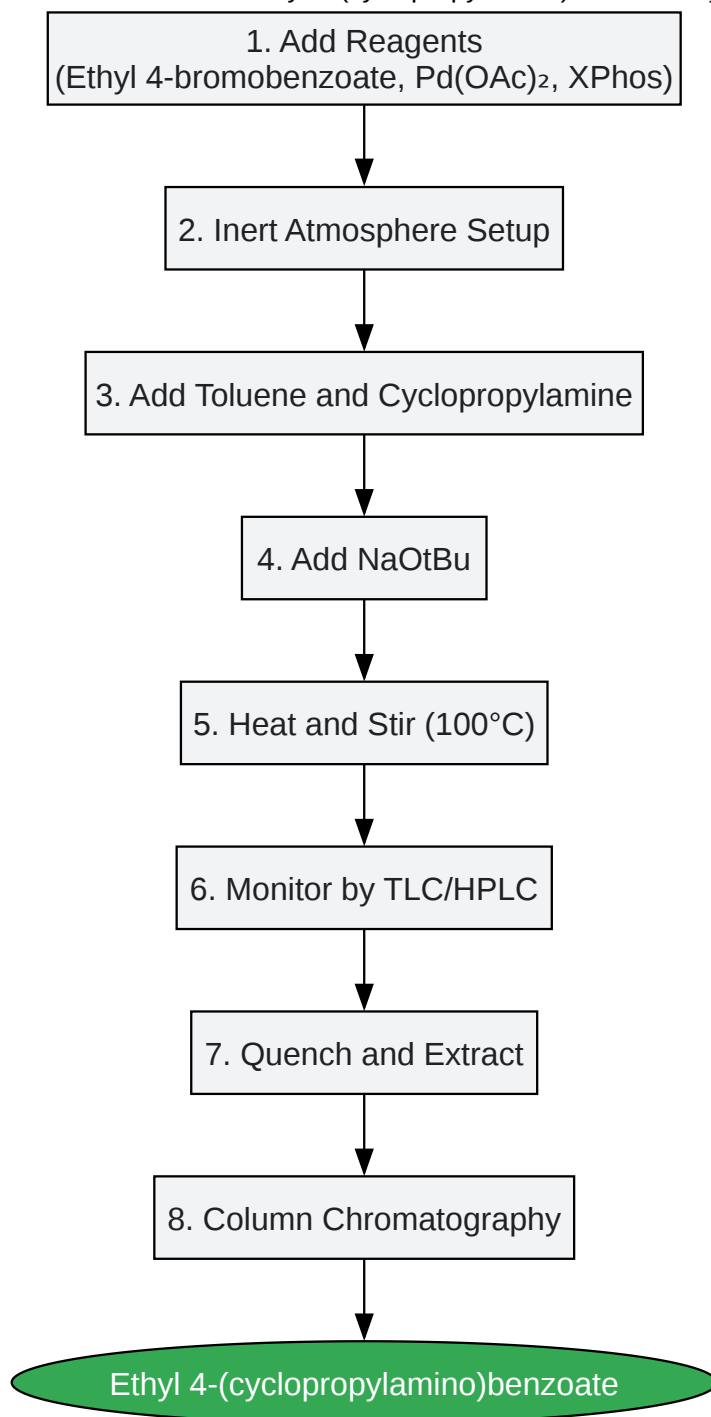 1. Add Reagents
(Ethyl 4-bromobenzoate, Pd(OAc)₂, XPhos)
2. Inert Atmosphere Setup
3. Add Toluene and Cyclopropylamine
4. Add NaOtBu
5. Heat and Stir (100°C)
6. Monitor by TLC/HPLC
7. Quench and Extract
8. Column Chromatography
Ethyl 4-(cyclopropylamino)benzoate